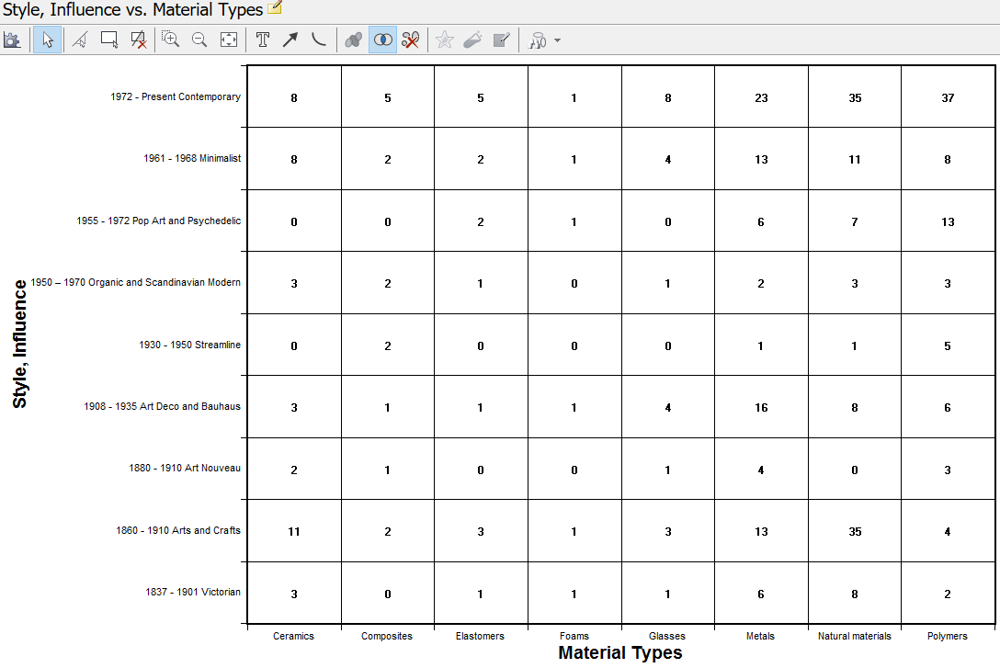 Style, Influence vs. Material Types
T
1972 - Present Contemporary 8 5 5 1 8 23 35 37
1961 - 1968 Minimalist 8 2 2 1 4 13 11 8
1955 - 1972 Pop Art and Psychedelic 0 0 2 1 0 6 7 13
1950 – 1970 Organic and Scandinavian Modern 3 2 1 0 1 2 3 3
1930 - 1950 Streamline 0 2 0 0 0 1 1 5
1908 - 1935 Art Deco and Bauhaus 3 1 1 1 4 16 8 6
1880 - 1910 Art Nouveau 2 1 0 0 1 4 0 3
1860 - 1910 Arts and Crafts 11 2 3 1 3 13 35 4
1837 - 1901 Victorian 3 0 1 1 1 6 8 2
Style, Influence
Ceramics Composites Elastomers Foams Glasses Metals Natural materials Polymers
Material Types